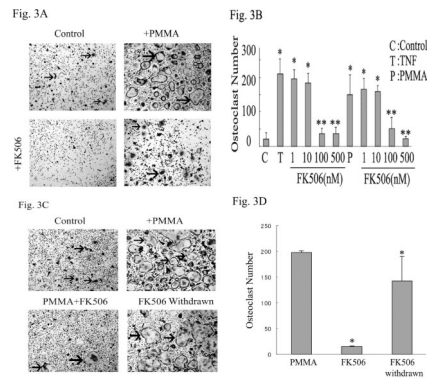 Fig. 3A
Control
+PMMA
+FK506
Fig. 3B
Osteoclast Number
300
250
200
150
100
50
0
C :Control
T :TNF
P :PMMA
* * * ** ** * * * ** **
C T 1 10 100 500 P 1 10 100 500
FK506(nM) FK506(nM)
Fig. 3C
Control
+PMMA
PMMA+FK506
FK506 Withdrawn
Fig. 3D
Osteoclast Number
250
200
150
100
50
0
* *
PMMA FK506 FK506
withdrawn